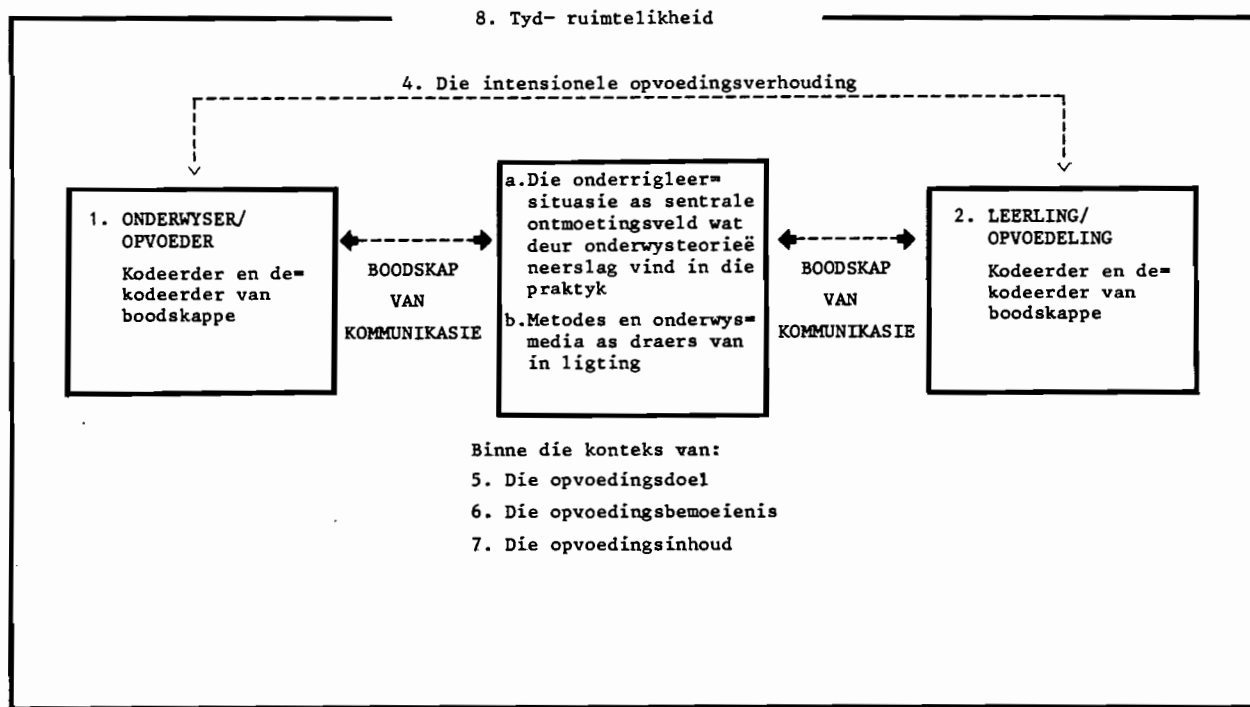 8. Tyd- ruimtelikheid
4. Die intensionele opvoedingsverhouding
1. ONDERWYSER/
OPVOEDER
Kodeerder en de=
kodeerder van
boodskappe
BOODSKAP
VAN
KOMMUNIKASIE
a.Die onderrigleer=
situasie as sentrale
ontmoetingsveld wat
deur onderwysteorieë
neerslag vind in die
praktyk
b.Metodes en onderwys=
media as draers van
in ligting
BOODSKAP
VAN
KOMMUNIKASIE
2. LEERLING/
OPVOEDELING
Kodeerder en de=
kodeerder van
boodskappe
Binne die konteks van:
5. Die opvoedingsdoel
6. Die opvoedingsbemoeienis
7. Die opvoedingsinhoud